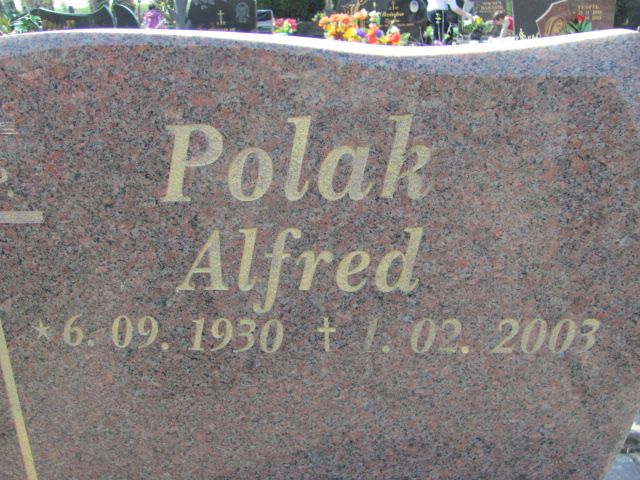 Polak
Alfred
* 6. 09. 1930 † 1. 02. 2003